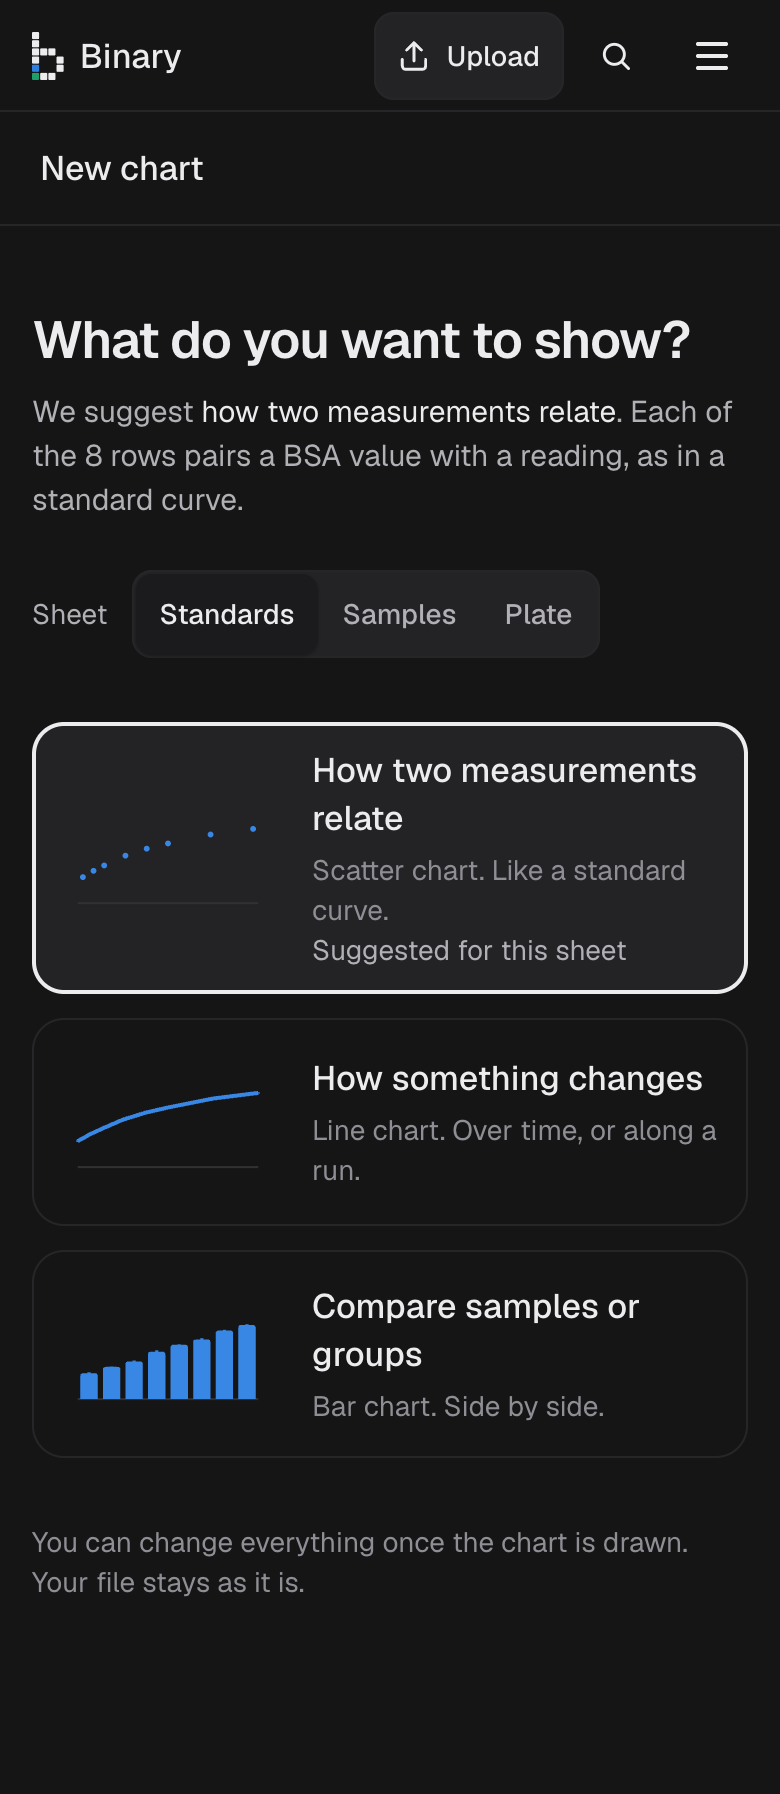 Binary
Upload
New chart
What do you want to show?
We suggest how two measurements relate. Each of
the 8 rows pairs a BSA value with a reading, as in a
standard curve.
Sheet
Standards
Samples
Plate
How two measurements
relate
Scatter chart. Like a standard
curve.
Suggested for this sheet
How something changes
Line chart. Over time, or along a
run.
Compare samples or
groups
Bar chart. Side by side.
You can change everything once the chart is drawn.
Your file stays as it is.